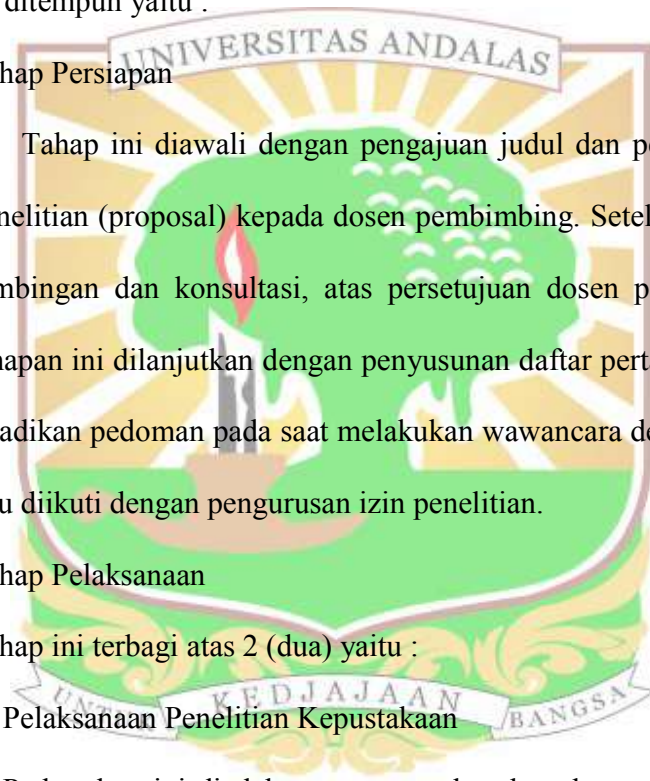 ditempuh yaitu :
UNIVERSITAS ANDALAS
hap Persiapan
Tahap ini diawali dengan pengajuan judul dan pe
nelitian (proposal) kepada dosen pembimbing. Setel
mbingan dan konsultasi, atas persetujuan dosen p
hapan ini dilanjutkan dengan penyusunan daftar perta
adikan pedoman pada saat melakukan wawancara de
u diikuti dengan pengurusan izin penelitian.
hap Pelaksanaan
hap ini terbagi atas 2 (dua) yaitu :
UNTUK KEDJAJAAN BANGSA
Pelaksanaan Penelitian Kepustakaan